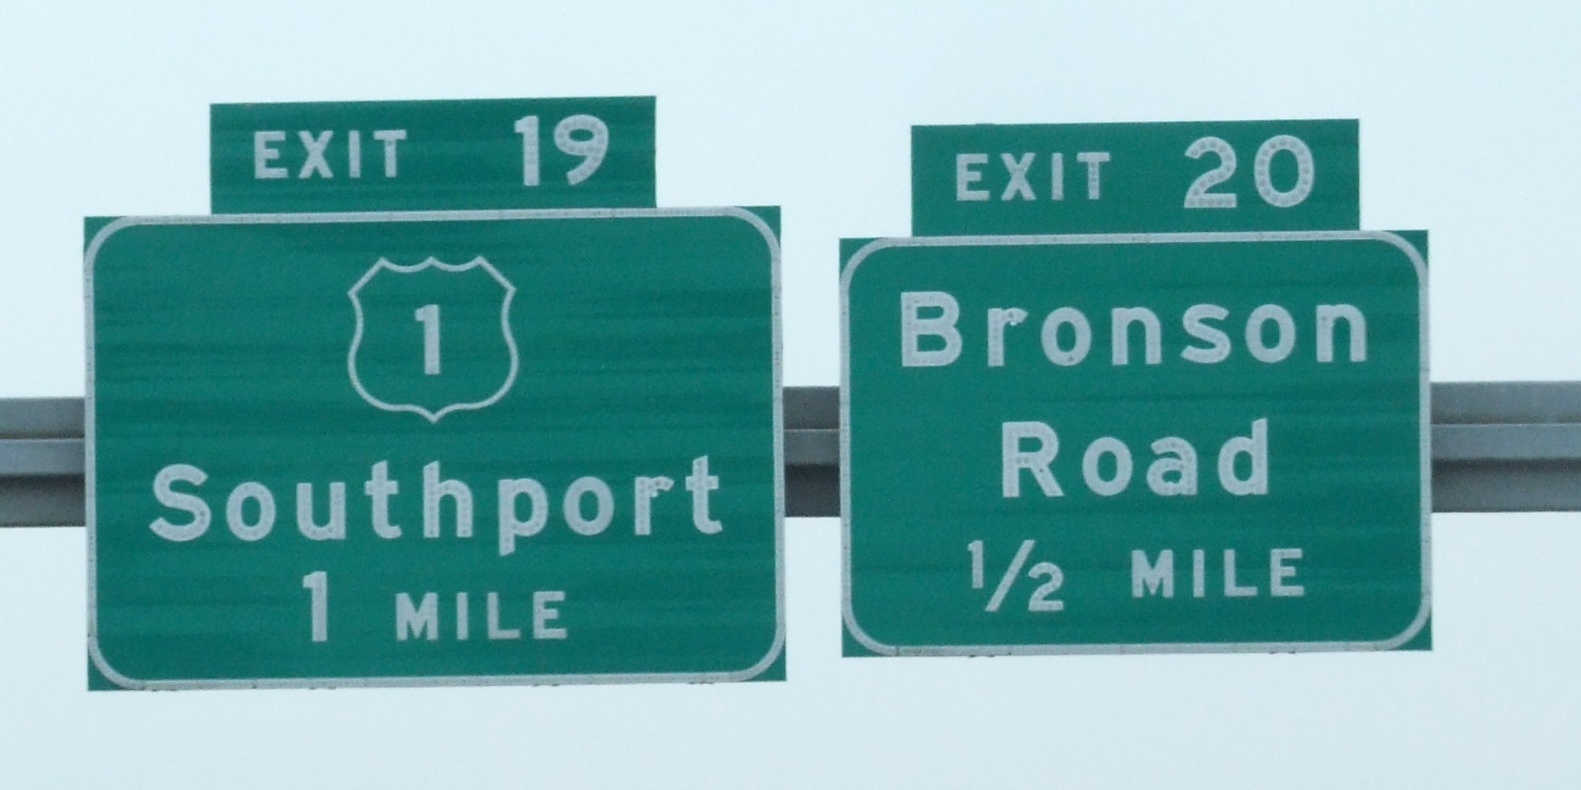 EXIT 19
1
Southport
1 MILE
EXIT 20
Bronson
Road
1/2 MILE